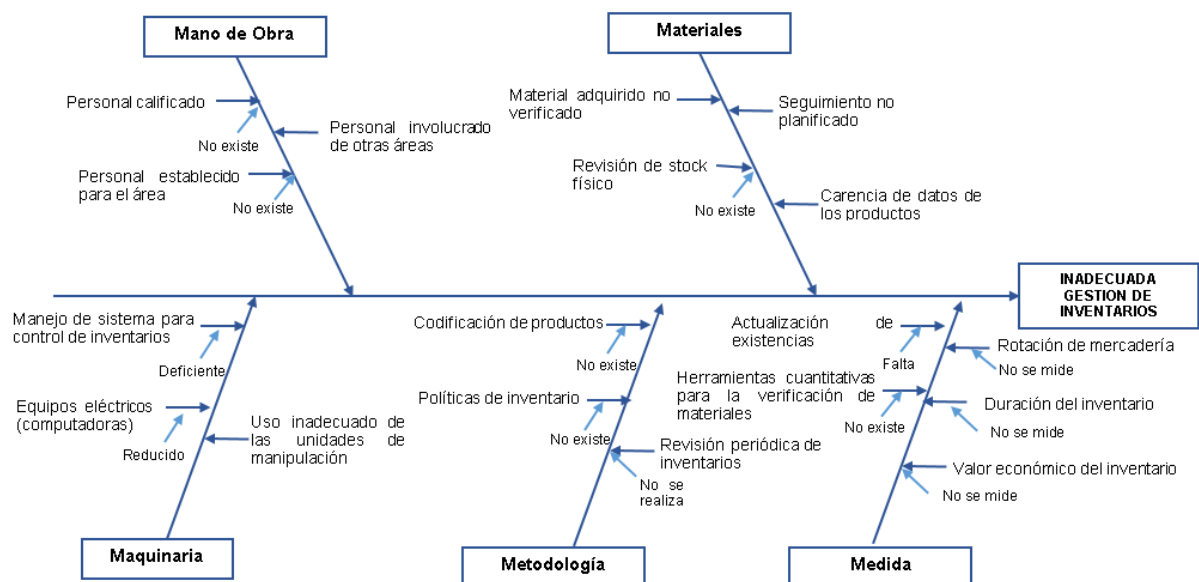 Mano de Obra
Materiales
Personal calificado
No existe
Personal involucrado
de otras áreas
Personal establecido
para el área
No existe
Material adquirido no
verificado
Seguimiento no
planificado
Revisión de stock
físico
No existe
Carencia de datos de
los productos
INADECUADA
GESTION DE
INVENTARIOS
Manejo de sistema para
control de inventarios
Deficiente
Equipos eléctricos
(computadoras)
Reducido
Uso inadecuado de
las unidades de
manipulación
Codificación de productos
No existe
Políticas de inventario
No existe
Revisión periódica de
inventarios
No se
realiza
Actualización de
existencias
Falta
Rotación de mercadería
No se mide
Herramientas cuantitativas
para la verificación de
materiales
No existe
Duración del inventario
No se mide
Valor económico del inventario
No se mide
Maquinaria
Metodología
Medida